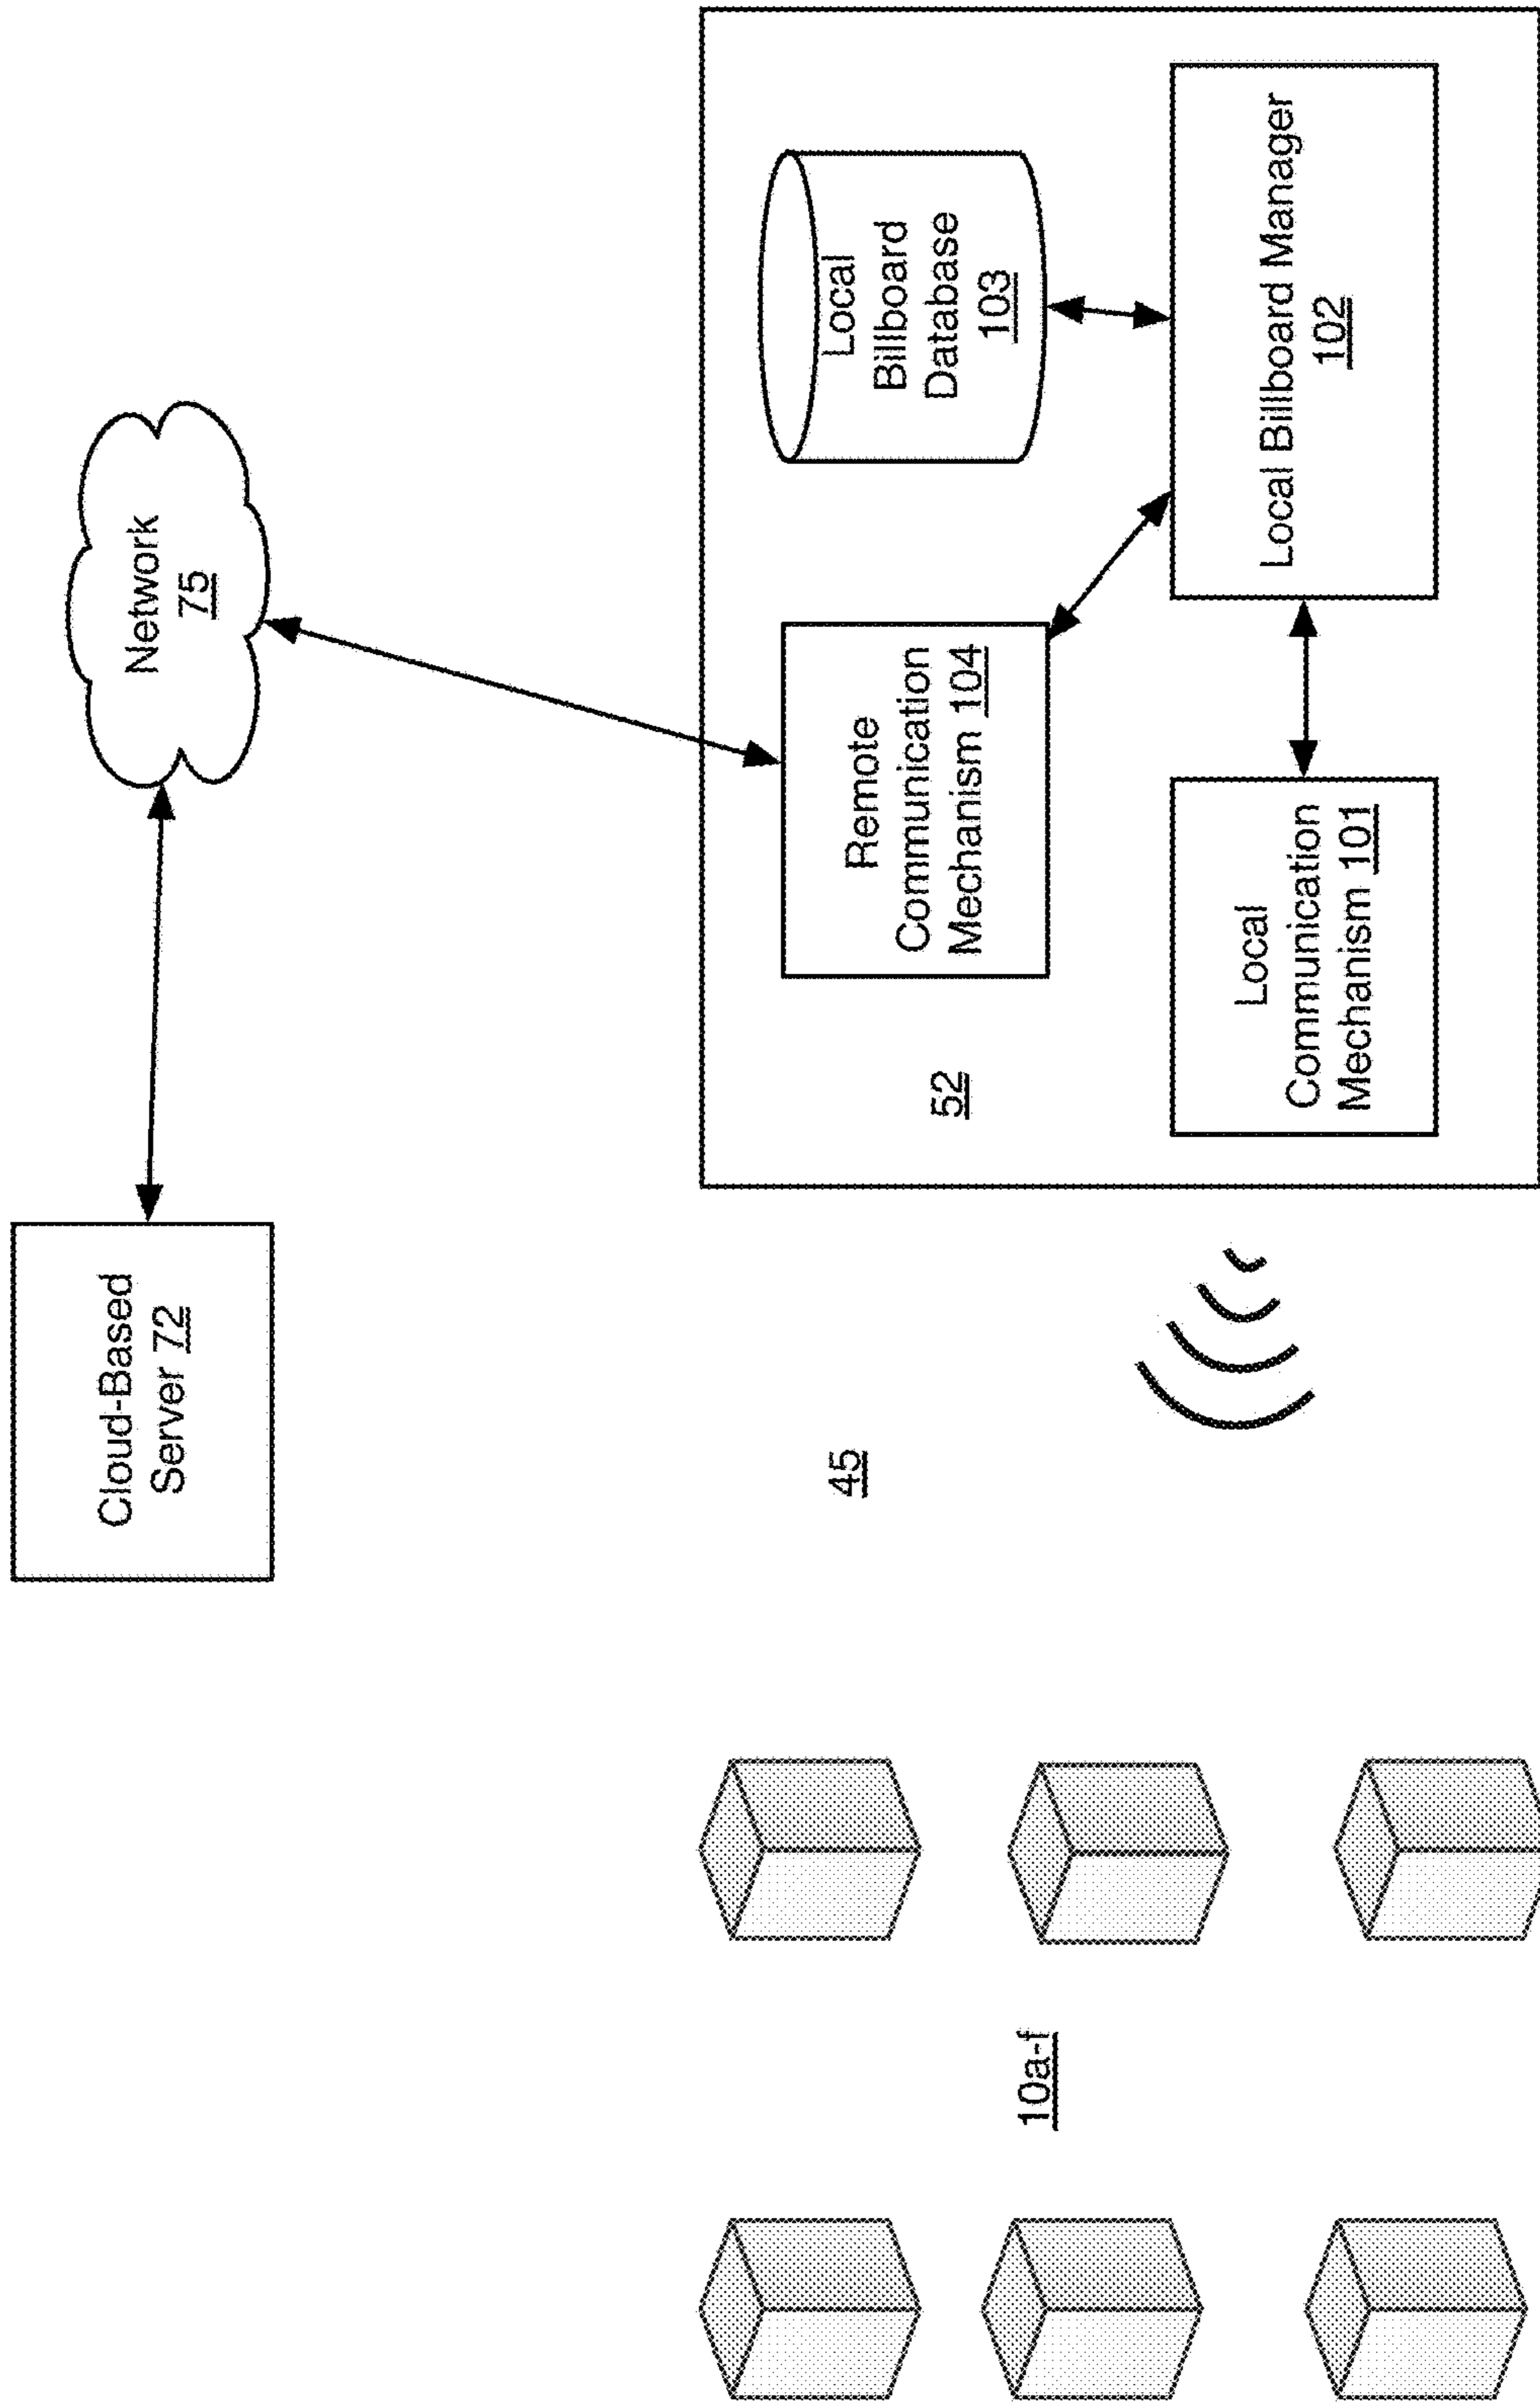 Cloud-Based
Server 72
Network
75
45
52
Remote
Communication
Mechanism 104
Local
Billboard
Database
103
10a-f
Local
Communication
Mechanism 101
Local Billboard Manager
102